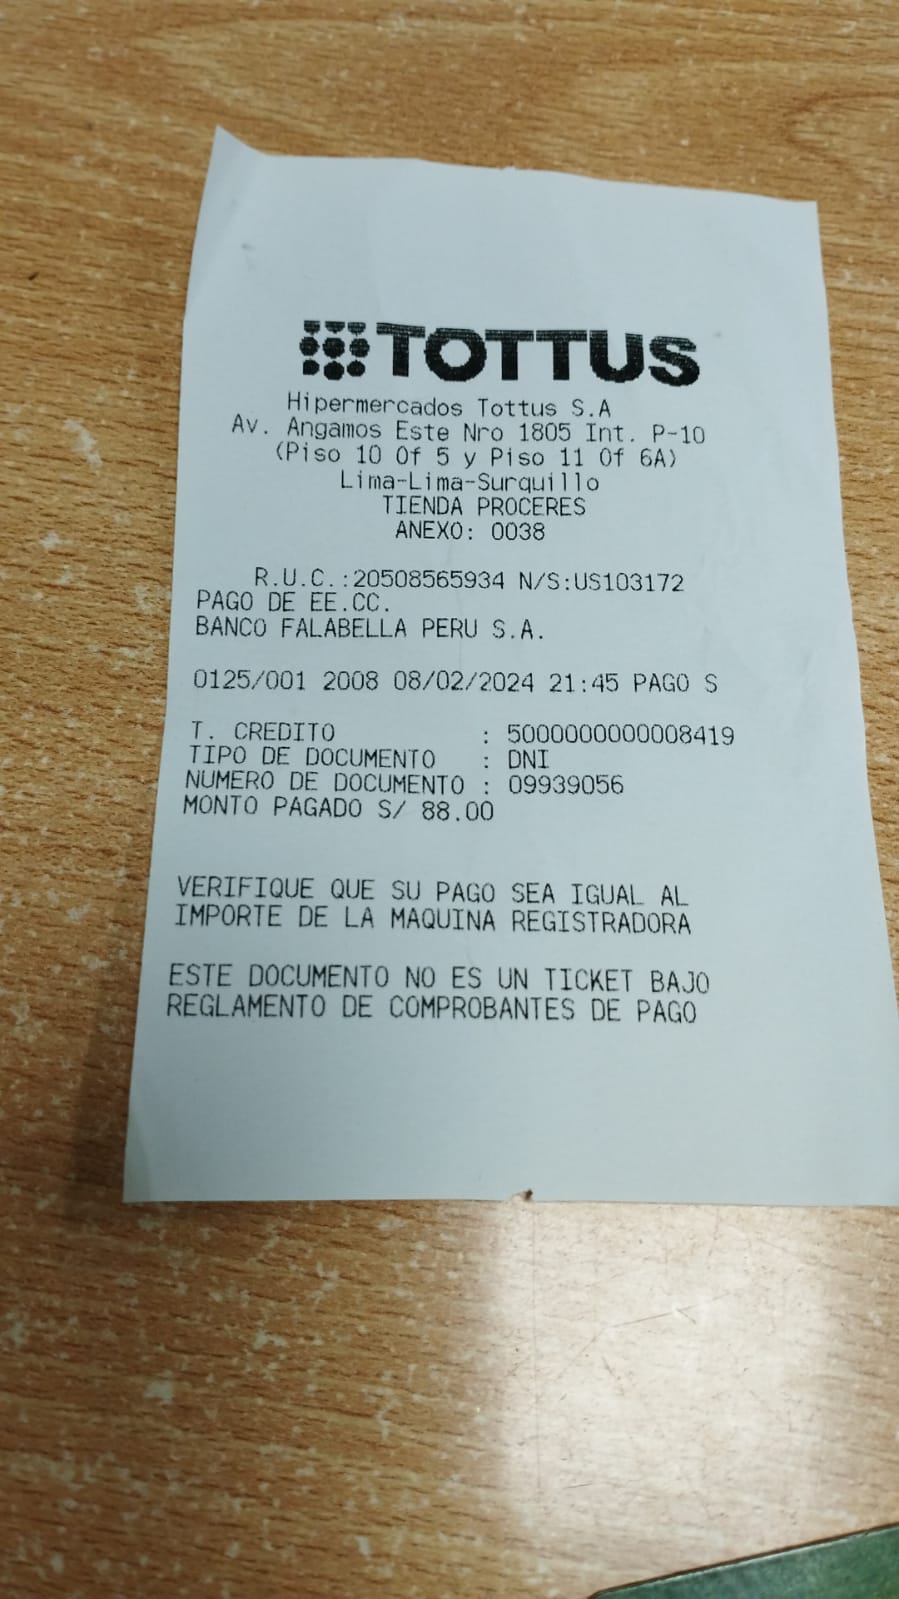 TOTTUS
Hipermercados Tottus S.A
Av. Angamos Este Nro 1805 Int. P-10
(Piso 10 Of 5 y Piso 11 Of 6A)
Lima-Lima-Surquillo
TIENDA PROCERES
ANEXO: 0038
R.U.C.:20508565934 N/S:US103172
PAGO DE EE.CC.
BANCO FALABELLA PERU S.A.
0125/001 2008 08/02/2024 21:45 PAGO S
T. CREDITO : 5000000000008419
TIPO DE DOCUMENTO : DNI
NUMERO DE DOCUMENTO : 09939056
MONTO PAGADO S/ 88.00
VERIFIQUE QUE SU PAGO SEA IGUAL AL
IMPORTE DE LA MAQUINA REGISTRADORA
ESTE DOCUMENTO NO ES UN TICKET BAJO
REGLAMENTO DE COMPROBANTES DE PAGO